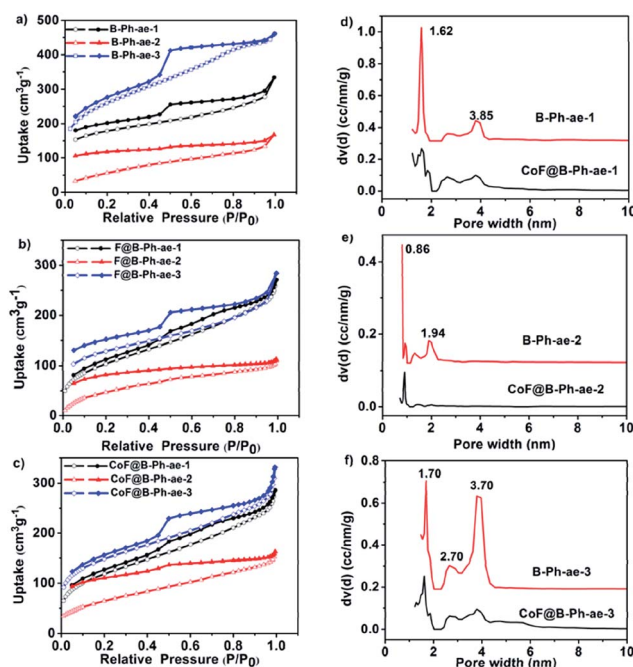 a)
B-Ph-ae-1
B-Ph-ae-2
B-Ph-ae-3
Uptake (cm³g⁻¹)
500
400
300
200
100
0
0.0 0.2 0.4 0.6 0.8 1.0
Relative Pressure (P/P₀)
b)
F@B-Ph-ae-1
F@B-Ph-ae-2
F@B-Ph-ae-3
Uptake (cm³g⁻¹)
300
200
100
0
0.0 0.2 0.4 0.6 0.8 1.0
Relative Pressure (P/P₀)
c)
CoF@B-Ph-ae-1
CoF@B-Ph-ae-2
CoF@B-Ph-ae-3
Uptake (cm³g⁻¹)
300
200
100
0
0.0 0.2 0.4 0.6 0.8 1.0
Relative Pressure (P/P₀)
d)
1.62
3.85
B-Ph-ae-1
CoF@B-Ph-ae-1
dv(d) (cc/nm/g)
1.0
0.8
0.6
0.4
0.2
0.0
0 2 4 6 8 10
Pore width (nm)
e)
0.86
1.94
B-Ph-ae-2
CoF@B-Ph-ae-2
dv(d) (cc/nm/g)
0.4
0.2
0.0
0 2 4 6 8 10
Pore width (nm)
f)
1.70
3.70
2.70
B-Ph-ae-3
CoF@B-Ph-ae-3
dv(d) (cc/nm/g)
0.8
0.6
0.4
0.2
0.0
0 2 4 6 8 10
Pore width (nm)